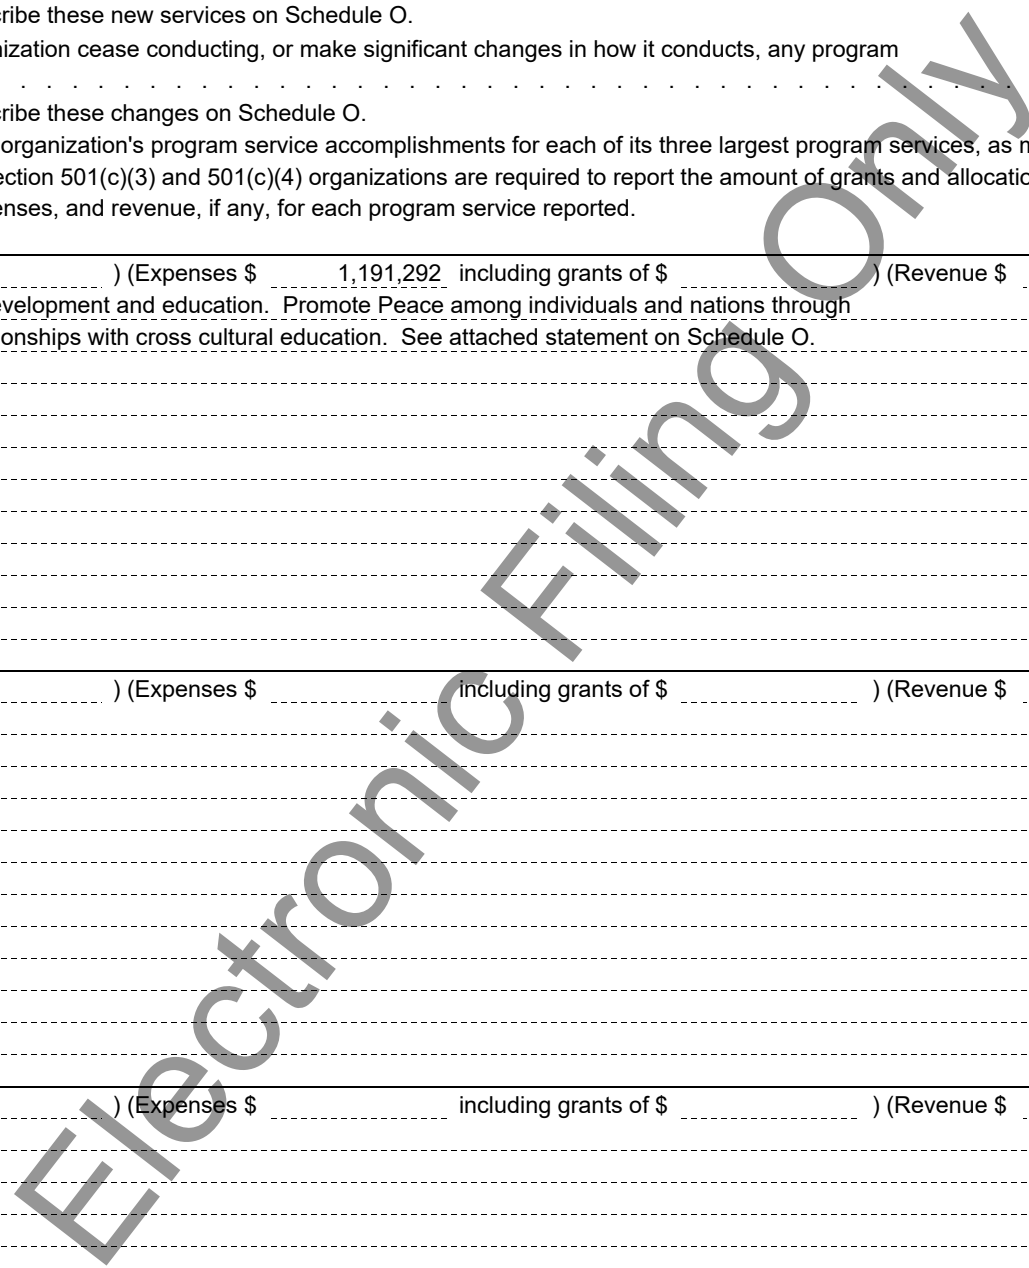 cribe these new services on Schedule O.
nization cease conducting, or make significant changes in how it conducts, any program
. . . . . . . . . . . . . . . . . . . . . . . . . . . . . . . . . . . . . . .
cribe these changes on Schedule O.
organization's program service accomplishments for each of its three largest program services, as m
ection 501(c)(3) and 501(c)(4) organizations are required to report the amount of grants and allocatio
enses, and revenue, if any, for each program service reported.
) (Expenses $ 1,191,292 including grants of $ ) (Revenue $
evelopment and education.  Promote Peace among individuals and nations through
onships with cross cultural education.  See attached statement on Schedule O.
) (Expenses $ including grants of $ ) (Revenue $
) (Expenses $ including grants of $ ) (Revenue $
Electronic Filing Only